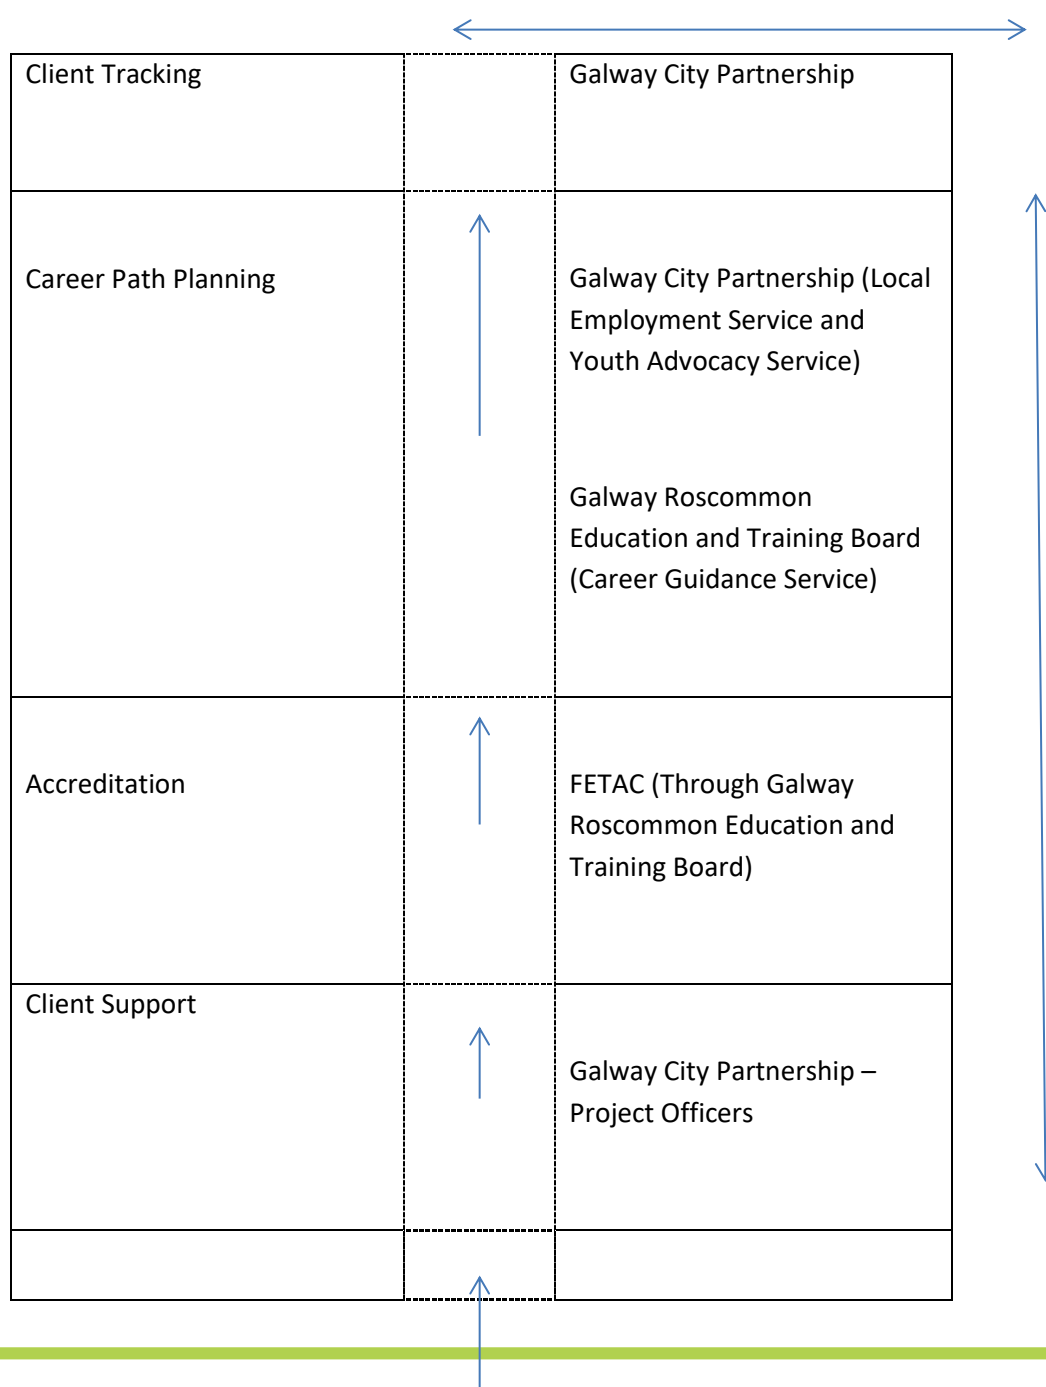 Client Tracking
Galway City Partnership
Career Path Planning
Galway City Partnership (Local
Employment Service and
Youth Advocacy Service)
Galway Roscommon
Education and Training Board
(Career Guidance Service)
Accreditation
FETAC (Through Galway
Roscommon Education and
Training Board)
Client Support
Galway City Partnership –
Project Officers